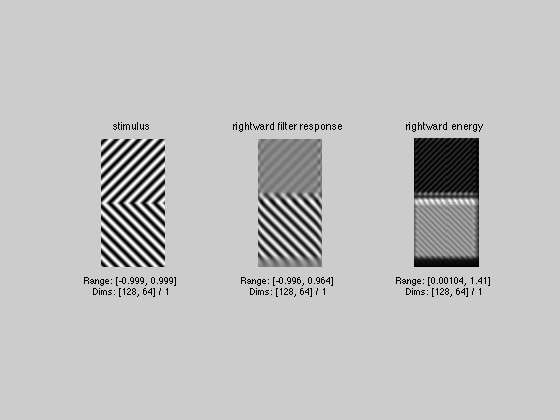 stimulus
rightward filter response
rightward energy
Range: [-0.999, 0.999]
Dims: [128, 64] / 1
Range: [-0.996, 0.964]
Dims: [128, 64] / 1
Range: [0.00104, 1.41]
Dims: [128, 64] / 1